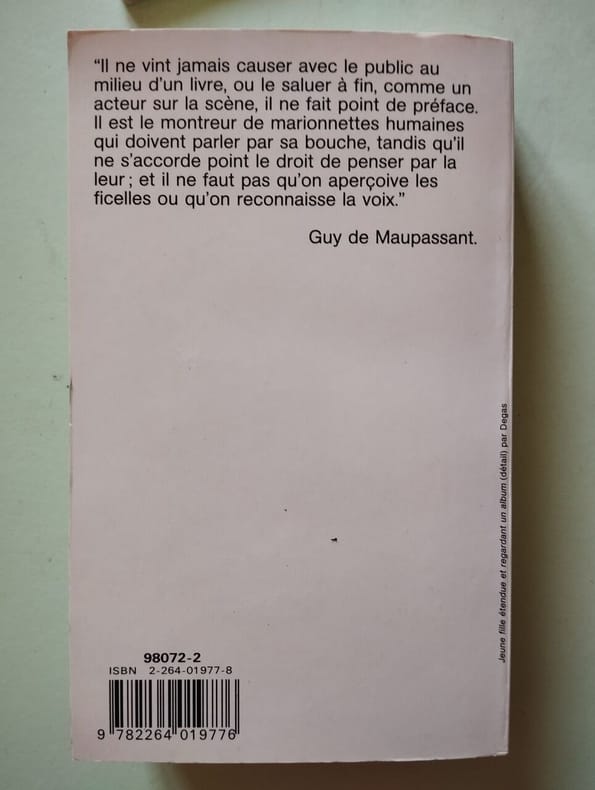 “Il ne vint jamais causer avec le public au
milieu d’un livre, ou le saluer à fin, comme un
acteur sur la scène, il ne fait point de préface.
Il est le montreur de marionnettes humaines
qui doivent parler par sa bouche, tandis qu’il
ne s’accorde point le droit de penser par la
leur ; et il ne faut pas qu’on aperçoive les
ficelles ou qu’on reconnaisse la voix.”
Guy de Maupassant.
Jeune fille étendue et regardant un album (détail) par Degas
98072-2
ISBN 2-264-01977-8
9 782264 019776